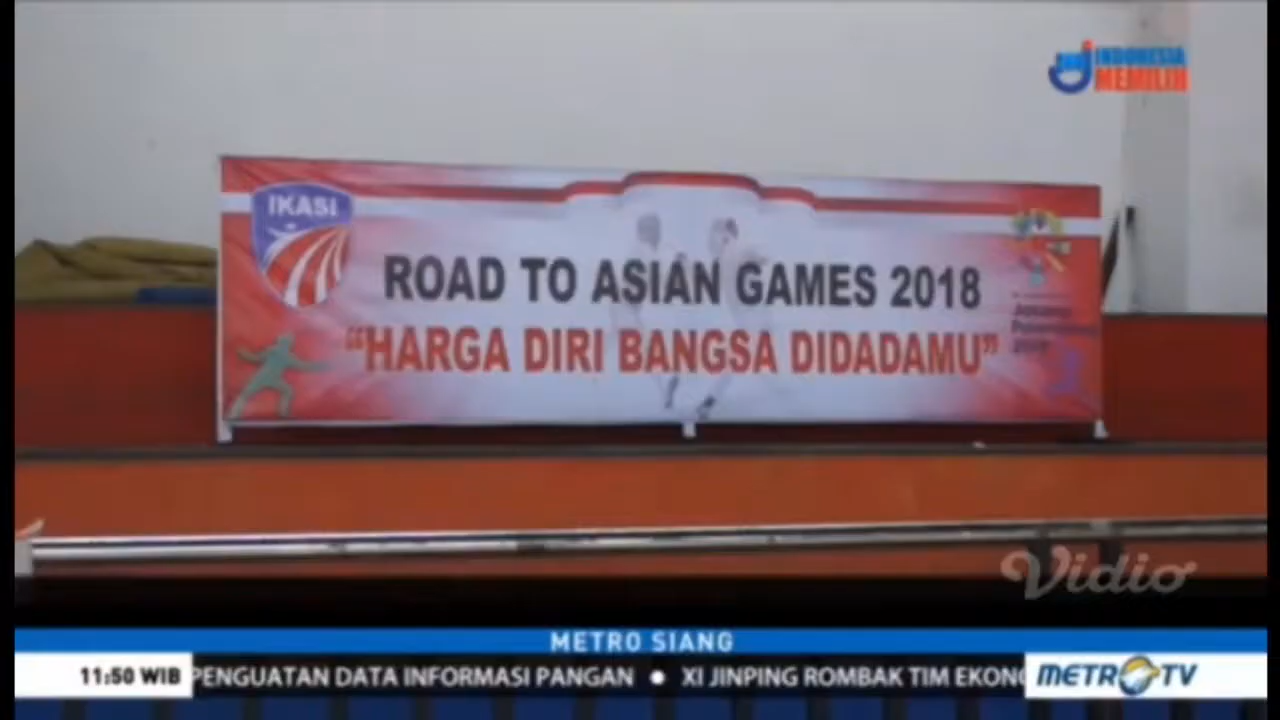 INDONESIA
MEMILIH
IKASI
ROAD TO ASIAN GAMES 2018
“HARGA DIRI BANGSA DIDADAMU”
Vidio
METRO SIANG
11:50 WIB
PENGUATAN DATA INFORMASI PANGAN • XI JINPING ROMBAK TIM EKON
METRO TV